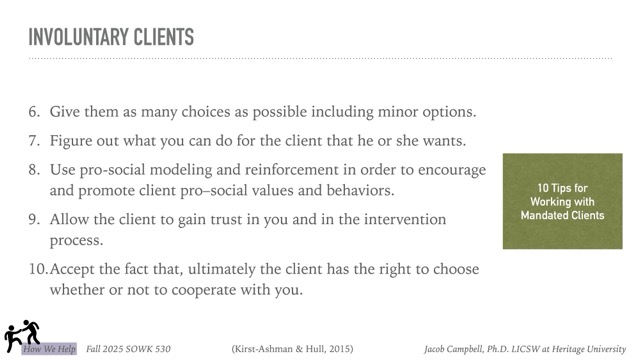 INVOLUNTARY CLIENTS
6. Give them as many choices as possible including minor options.
7. Figure out what you can do for the client that he or she wants.
8. Use pro-social modeling and reinforcement in order to encourage
and promote client pro–social values and behaviors.
9. Allow the client to gain trust in you and in the intervention
process.
10.Accept the fact that, ultimately the client has the right to choose
whether or not to cooperate with you.
10 Tips for
Working with
Mandated Clients
How We Help Fall 2025 SOWK 530 (Kirst-Ashman & Hull, 2015) Jacob Campbell, Ph.D. LICSW at Heritage University